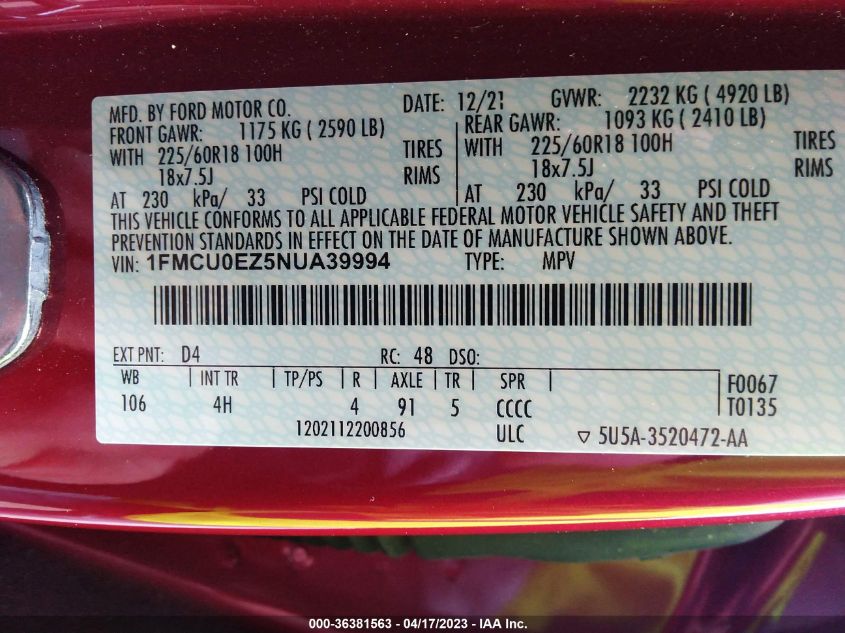 MFD. BY FORD MOTOR CO. DATE: 12/21 GVWR: 2232 KG ( 4920 LB)
FRONT GAWR: 1175 KG ( 2590 LB) REAR GAWR: 1093 KG ( 2410 LB)
WITH 225/60R18 100H TIRES WITH 225/60R18 100H TIRES
18x7.5J RIMS 18x7.5J RIMS
AT 230 kPa/ 33 PSI COLD AT 230 kPa/ 33 PSI COLD
THIS VEHICLE CONFORMS TO ALL APPLICABLE FEDERAL MOTOR VEHICLE SAFETY AND THEFT
PREVENTION STANDARDS IN EFFECT ON THE DATE OF MANUFACTURE SHOWN ABOVE.
VIN: 1FMCU0EZ5NUA39994 TYPE: MPV
EXT PNT: D4 RC: 48 DSO:
WB INT TR TP/PS R AXLE TR SPR F0067
106 4H 4 91 5 CCCC T0135
1202112200856 ULC ▽ 5U5A-3520472-AA
000-36381563 - 04/17/2023 - IAA Inc.